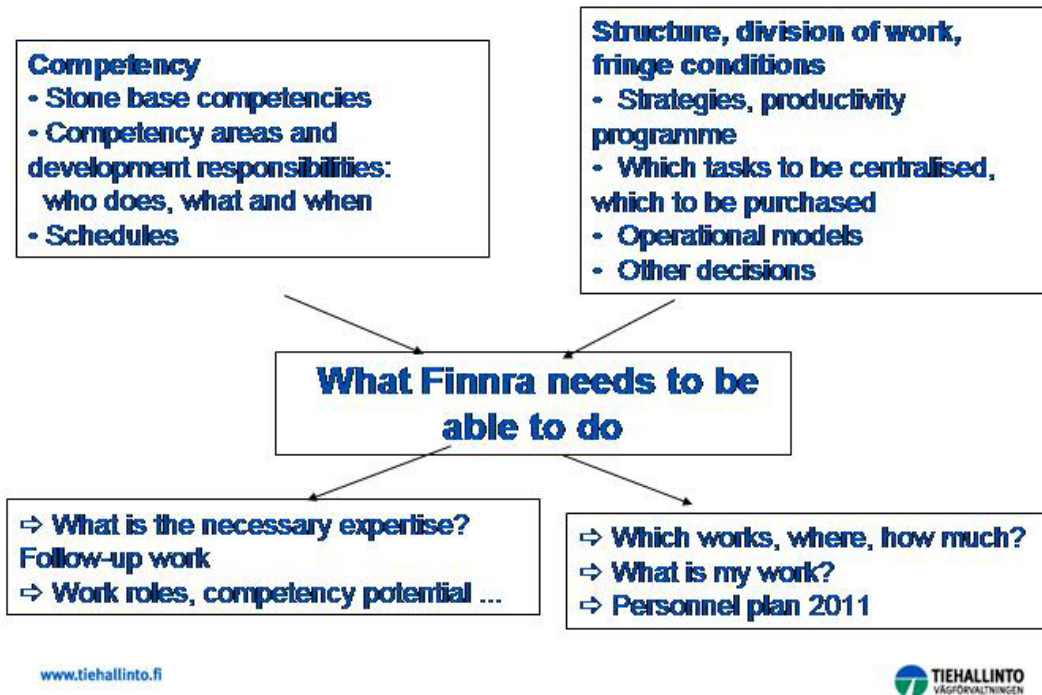 Competency
- Stone base competencies
- Competency areas and
development responsibilities:
who does, what and when
- Schedules
Structure, division of work,
fringe conditions
- Strategies, productivity
programme
- Which tasks to be centralised,
which to be purchased
- Operational models
- Other decisions
What Finnra needs to be
able to do
⇨ What is the necessary expertise?
Follow-up work
⇨ Work roles, competency potential ...
⇨ Which works, where, how much?
⇨ What is my work?
⇨ Personnel plan 2011
www.tiehallinto.fi
TIEHALLINTO
VÄGFÖRVALTNINGEN